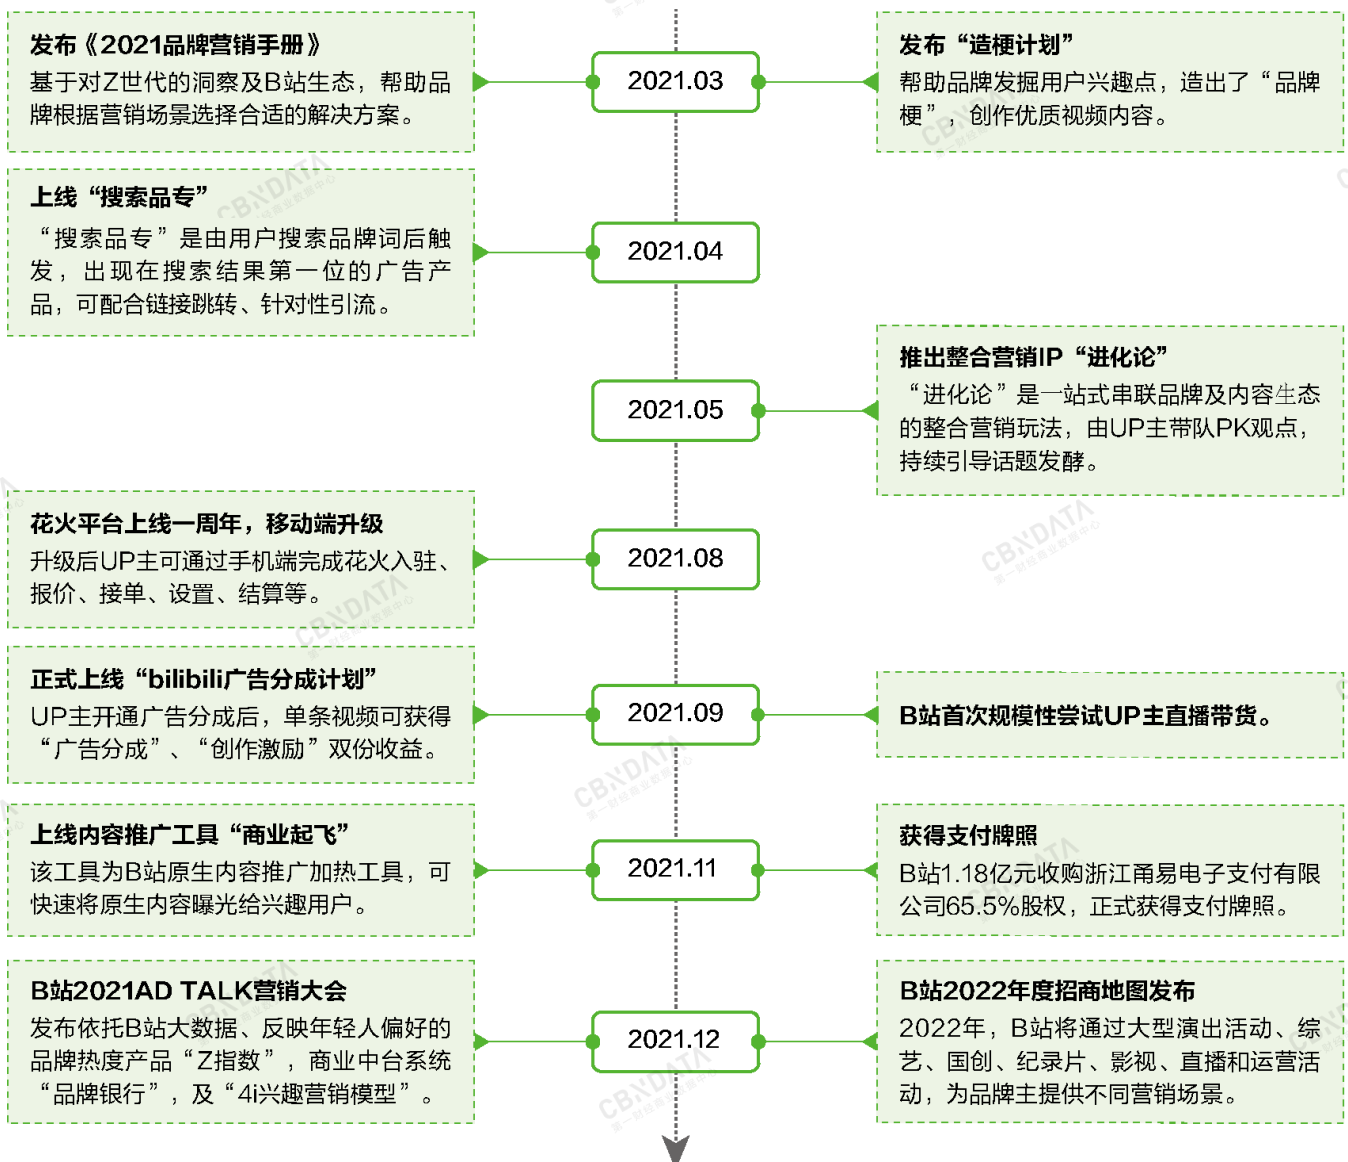 发布《2021品牌营销手册》
基于对Z世代的洞察及B站生态，帮助品
牌根据营销场景选择合适的解决方案。
2021.03
发布“造梗计划”
帮助品牌发掘用户兴趣点，造出了“品牌
梗”，创作优质视频内容。
上线“搜索品专”
“搜索品专”是由用户搜索品牌词后触
发，出现在搜索结果第一位的广告产
品，可配合链接跳转、针对性引流。
2021.04
2021.05
推出整合营销IP“进化论”
“进化论”是一站式串联品牌及内容生态
的整合营销玩法，由UP主带队PK观点，
持续引导话题发酵。
花火平台上线一周年，移动端升级
升级后UP主可通过手机端完成花火入驻、
报价、接单、设置、结算等。
2021.08
正式上线“bilibili广告分成计划”
UP主开通广告分成后，单条视频可获得
“广告分成”、“创作激励”双份收益。
2021.09
B站首次规模性尝试UP主直播带货。
上线内容推广工具“商业起飞”
该工具为B站原生内容推广加热工具，可
快速将原生内容曝光给兴趣用户。
2021.11
获得支付牌照
B站1.18亿元收购浙江甬易电子支付有限
公司65.5%股权，正式获得支付牌照。
B站2021AD TALK营销大会
发布依托B站大数据、反映年轻人偏好的
品牌热度产品“Z指数”，商业中台系统
“品牌银行”，及“4i兴趣营销模型”。
2021.12
B站2022年度招商地图发布
2022年，B站将通过大型演出活动、综
艺、国创、纪录片、影视、直播和运营活
动，为品牌主提供不同营销场景。
CBNDATA
第一财经商业数据中心